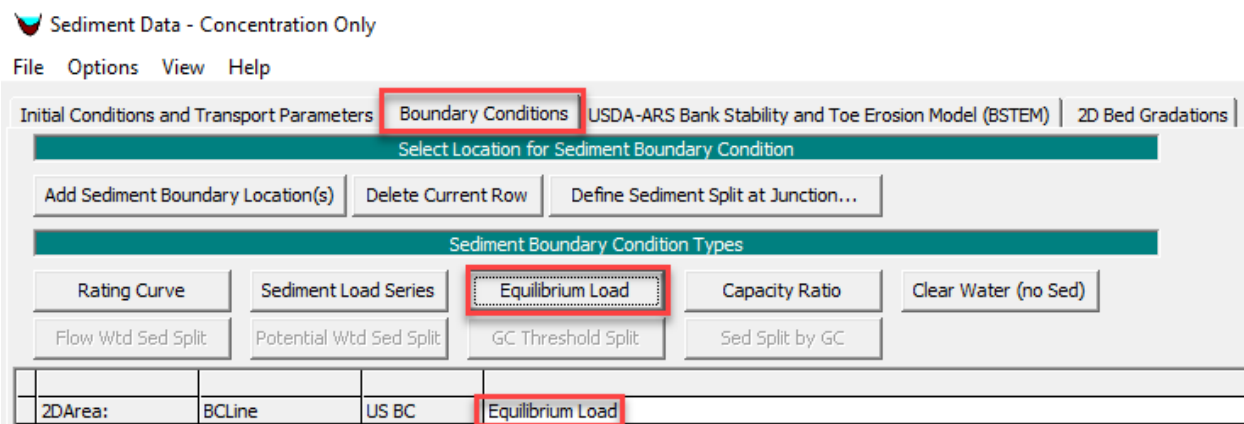 Sediment Data - Concentration Only
File Options View Help
Initial Conditions and Transport Parameters Boundary Conditions USDA-ARS Bank Stability and Toe Erosion Model (BSTEM) 2D Bed Gradations
Select Location for Sediment Boundary Condition
Add Sediment Boundary Location(s) Delete Current Row Define Sediment Split at Junction...
Sediment Boundary Condition Types
Rating Curve Sediment Load Series Equilibrium Load Capacity Ratio Clear Water (no Sed)
Flow Wtd Sed Split Potential Wtd Sed Split GC Threshold Split Sed Split by GC
2DArea: BCLine US BC Equilibrium Load